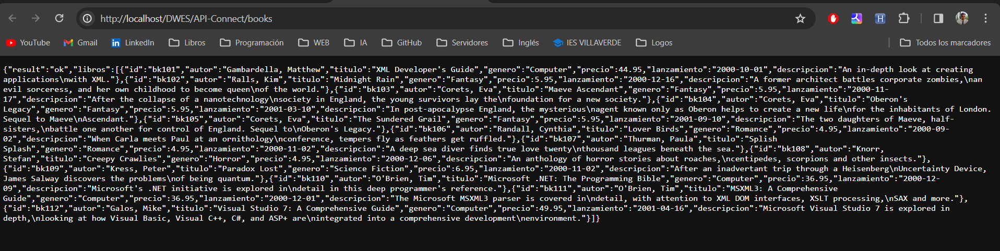 http://localhost/DWES/API-Connect/books
YouTube Gmail LinkedIn Libros Programación WEB IA GitHub Servidores Inglés IES VILLAVERDE Logos Todos los marcadores
{"result":"ok","libros":[{"id":"bk101","autor":"Gambardella, Matthew","titulo":"XML Developer's Guide","genero":"Computer","precio":44.95,"lanzamiento":"2000-10-01","descripcion":"An in-depth look at creating
applications\nwith XML."},{"id":"bk102","autor":"Ralls, Kim","titulo":"Midnight Rain","genero":"Fantasy","precio":5.95,"lanzamiento":"2000-12-16","descripcion":"A former architect battles corporate zombies,\nan
evil sorceress, and her own childhood to become queen\nof the world."},{"id":"bk103","autor":"Corets, Eva","titulo":"Maeve Ascendant","genero":"Fantasy","precio":5.95,"lanzamiento":"2000-11-
17","descripcion":"After the collapse of a nanotechnology\nsociety in England, the young survivors lay the\nfoundation for a new society."},{"id":"bk104","autor":"Corets, Eva","titulo":"Oberon's
Legacy","genero":"Fantasy","precio":5.95,"lanzamiento":"2001-03-10","descripcion":"In post-apocalypse England, the mysterious\nagent known only as Oberon helps to create a new life\nfor the inhabitants of London.
Sequel to Maeve\nAscendant."},{"id":"bk105","autor":"Corets, Eva","titulo":"The Sundered Grail","genero":"Fantasy","precio":5.95,"lanzamiento":"2001-09-10","descripcion":"The two daughters of Maeve, half-
sisters,\nbattle one another for control of England. Sequel to\nOberon's Legacy."},{"id":"bk106","autor":"Randall, Cynthia","titulo":"Lover Birds","genero":"Romance","precio":4.95,"lanzamiento":"2000-09-
02","descripcion":"When Carla meets Paul at an ornithology\nconference, tempers fly as feathers get ruffled."},{"id":"bk107","autor":"Thurman, Paula","titulo":"Splish
Splash","genero":"Romance","precio":4.95,"lanzamiento":"2000-11-02","descripcion":"A deep sea diver finds true love twenty\nthousand leagues beneath the sea."},{"id":"bk108","autor":"Knorr,
Stefan","titulo":"Creepy Crawlies","genero":"Horror","precio":4.95,"lanzamiento":"2000-12-06","descripcion":"An anthology of horror stories about roaches,\ncentipedes, scorpions and other insects."},
{"id":"bk109","autor":"Kress, Peter","titulo":"Paradox Lost","genero":"Science Fiction","precio":6.95,"lanzamiento":"2000-11-02","descripcion":"After an inadvertant trip through a Heisenberg\nUncertainty Device,
James Salway discovers the problems\nof being quantum."},{"id":"bk110","autor":"O'Brien, Tim","titulo":"Microsoft .NET: The Programming Bible","genero":"Computer","precio":36.95,"lanzamiento":"2000-12-
09","descripcion":"Microsoft's .NET initiative is explored in\ndetail in this deep programmer's reference."},{"id":"bk111","autor":"O'Brien, Tim","titulo":"MSXML3: A Comprehensive
Guide","genero":"Computer","precio":36.95,"lanzamiento":"2000-12-01","descripcion":"The Microsoft MSXML3 parser is covered in\ndetail, with attention to XML DOM interfaces, XSLT processing,\nSAX and more."},
{"id":"bk112","autor":"Galos, Mike","titulo":"Visual Studio 7: A Comprehensive Guide","genero":"Computer","precio":49.95,"lanzamiento":"2001-04-16","descripcion":"Microsoft Visual Studio 7 is explored in
depth,\nlooking at how Visual Basic, Visual C++, C#, and ASP+ are\nintegrated into a comprehensive development\nenvironment."}]}